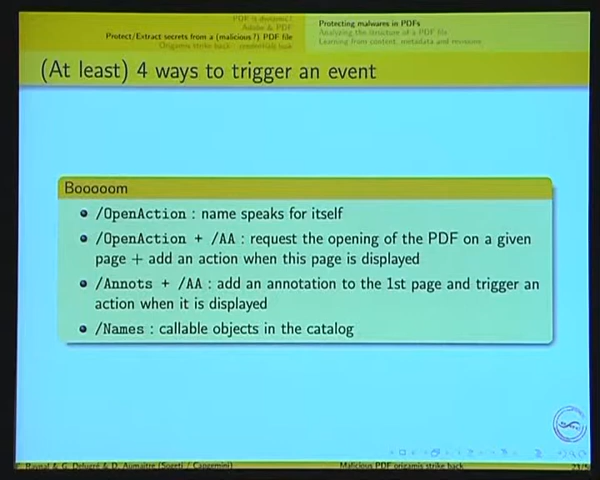 PDF is dynamic!
Adobe & PDF
Protect/Extract secrets from a (malicious?) PDF file
Origamis strike back : credentials leak
Protecting malwares in PDFs
Analyzing the structure of a PDF file
Learning from content, metadata and revisions
(At least) 4 ways to trigger an event
Booooom
/OpenAction : name speaks for itself
/OpenAction + /AA : request the opening of the PDF on a given
page + add an action when this page is displayed
/Annots + /AA : add an annotation to the 1st page and trigger an
action when it is displayed
/Names : callable objects in the catalog
Raynal & G. Delugré & D. Aumaitre (Sogeti / Capgemini)
Malicious PDF origamis strike back